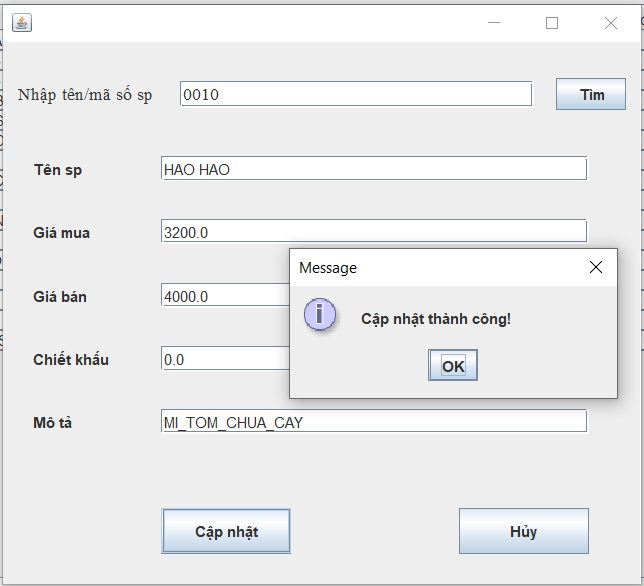 Nhập tên/mã số sp 0010 Tìm
Tên sp HAO HAO
Giá mua 3200.0
Message
Giá bán 4000.0
Cập nhật thành công!
Chiết khấu 0.0
OK
Mô tả MI_TOM_CHUA_CAY
Cập nhật Hủy